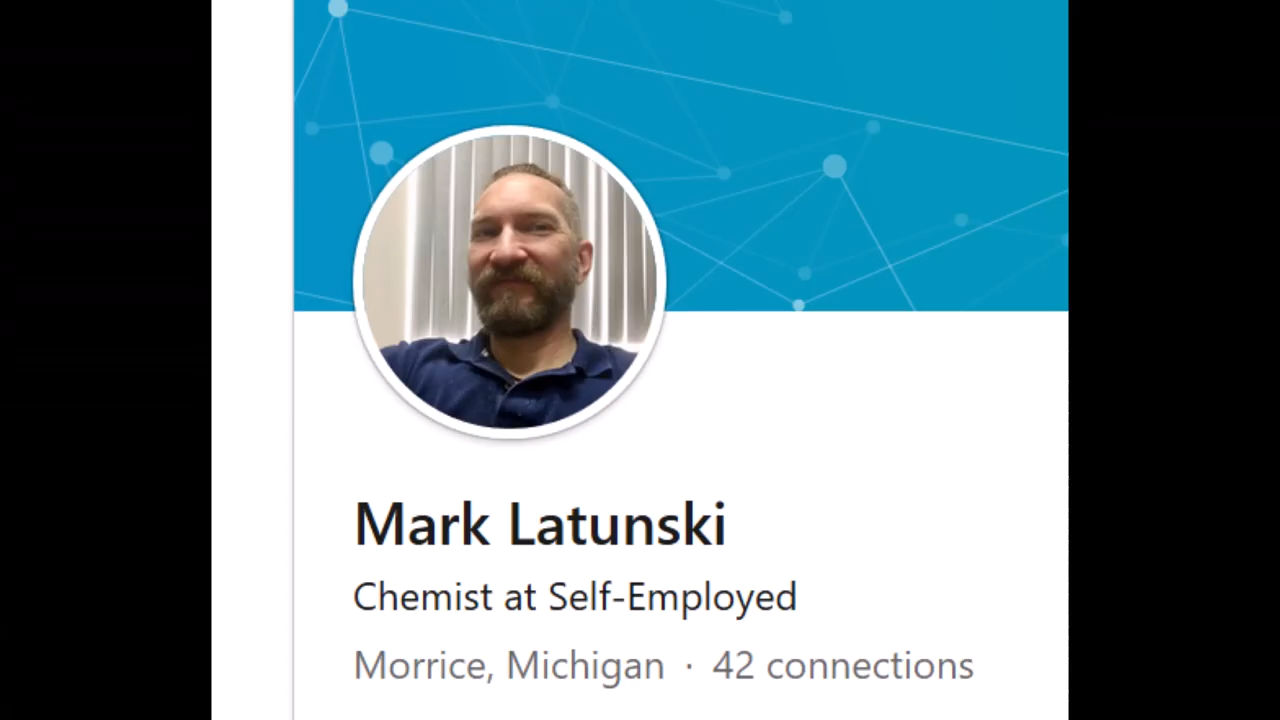 Mark Latunski
Chemist at Self-Employed
Morrice, Michigan · 42 connections